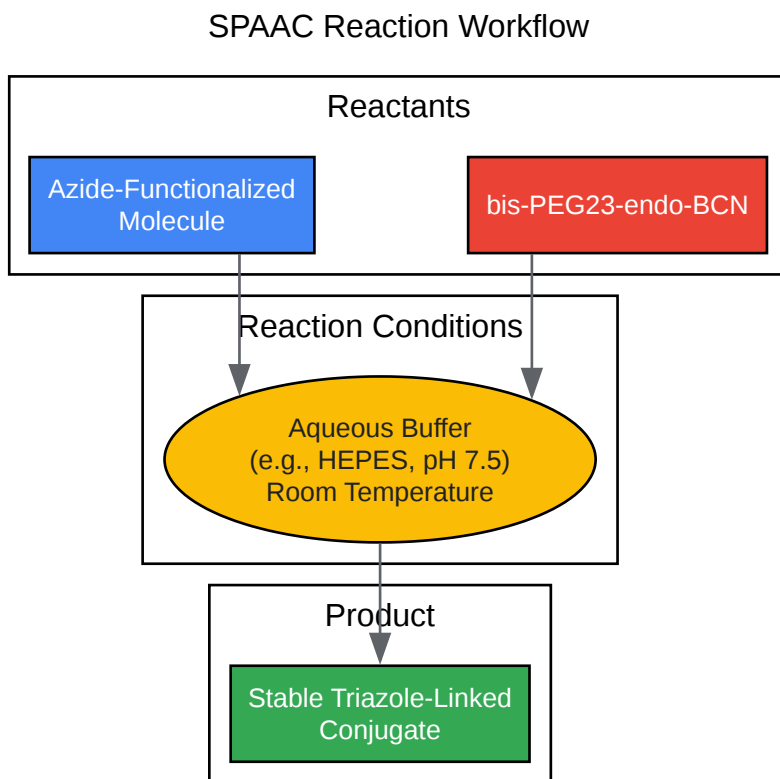 SPAAC Reaction Workflow
Reactants
Azide-Functionalized
Molecule
bis-PEG23-endo-BCN
Reaction Conditions
Aqueous Buffer
(e.g., HEPES, pH 7.5)
Room Temperature
Product
Stable Triazole-Linked
Conjugate